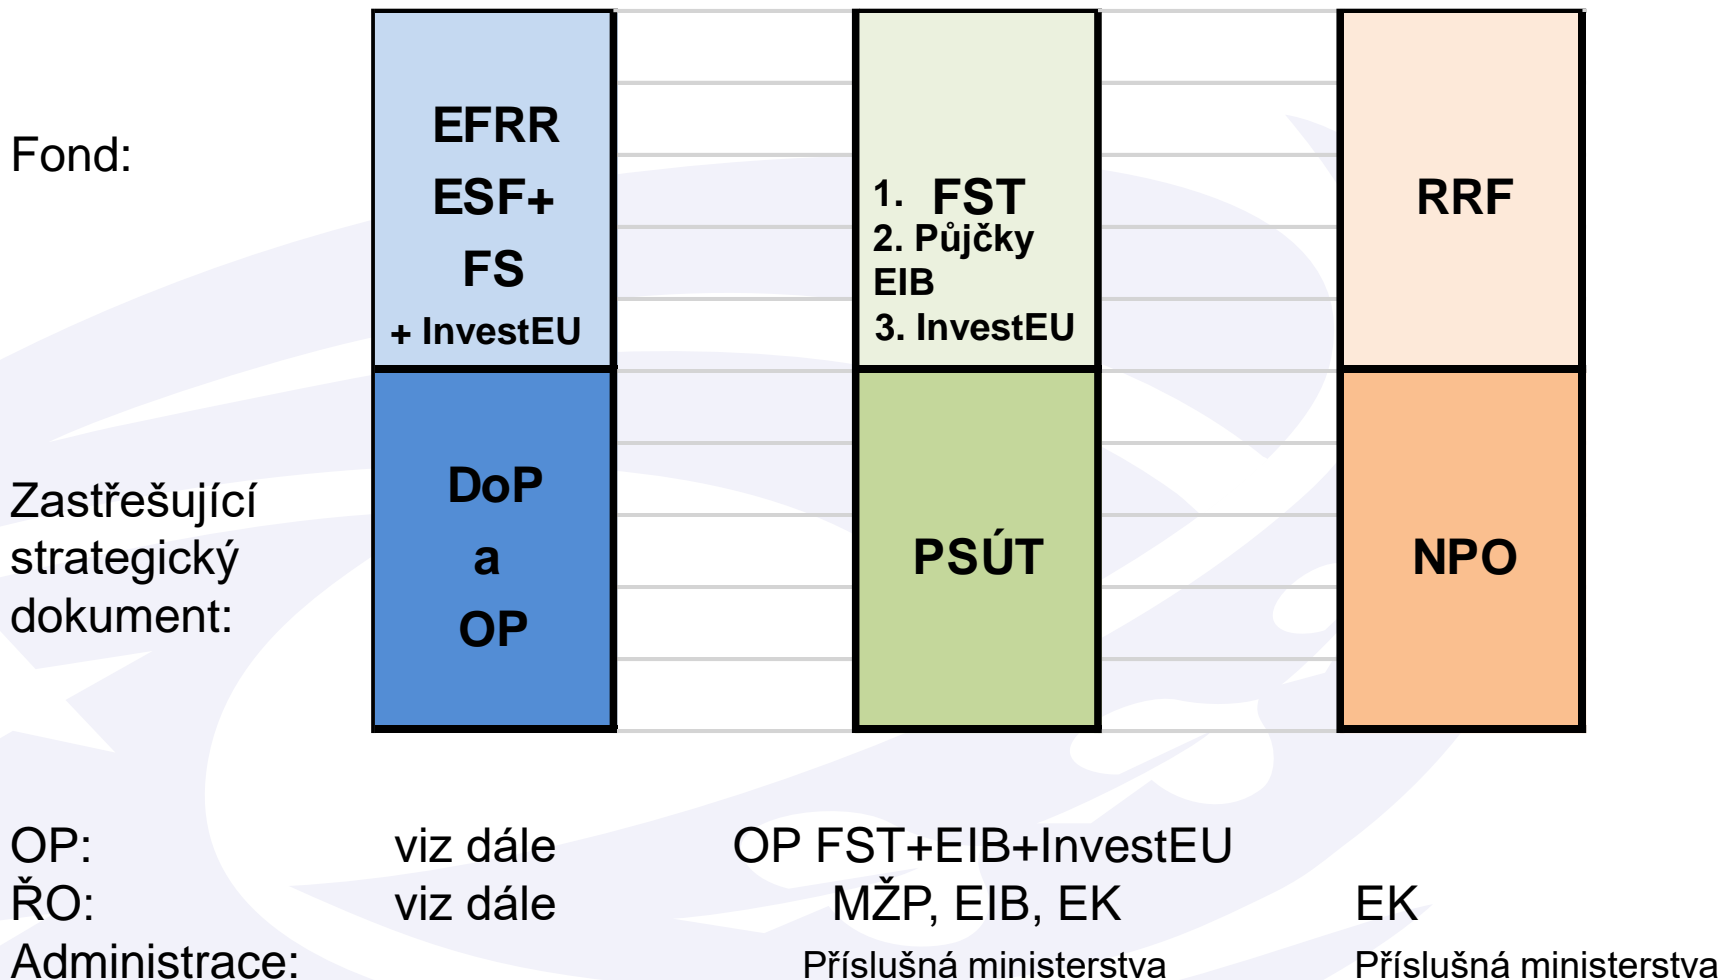 Fond:
EFRR
ESF+
FS
+ InvestEU
1. FST
2. Půjčky
EIB
3. InvestEU
RRF
Zastřešující
strategický
dokument:
DoP
a
OP
PSÚT
NPO
OP: viz dále OP FST+EIB+InvestEU
ŘO: viz dále MŽP, EIB, EK EK
Administrace: Příslušná ministerstva Příslušná ministerstva